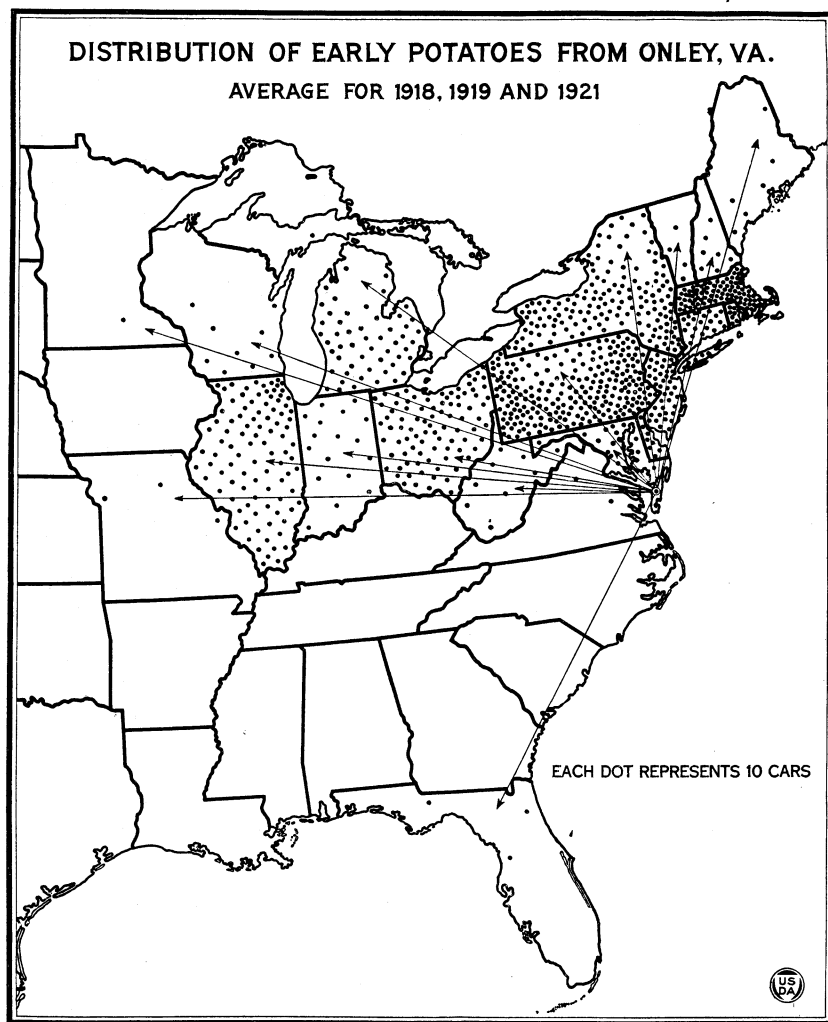 DISTRIBUTION OF EARLY POTATOES FROM ONLEY, VA.
AVERAGE FOR 1918, 1919 AND 1921
EACH DOT REPRESENTS 10 CARS
US
DA